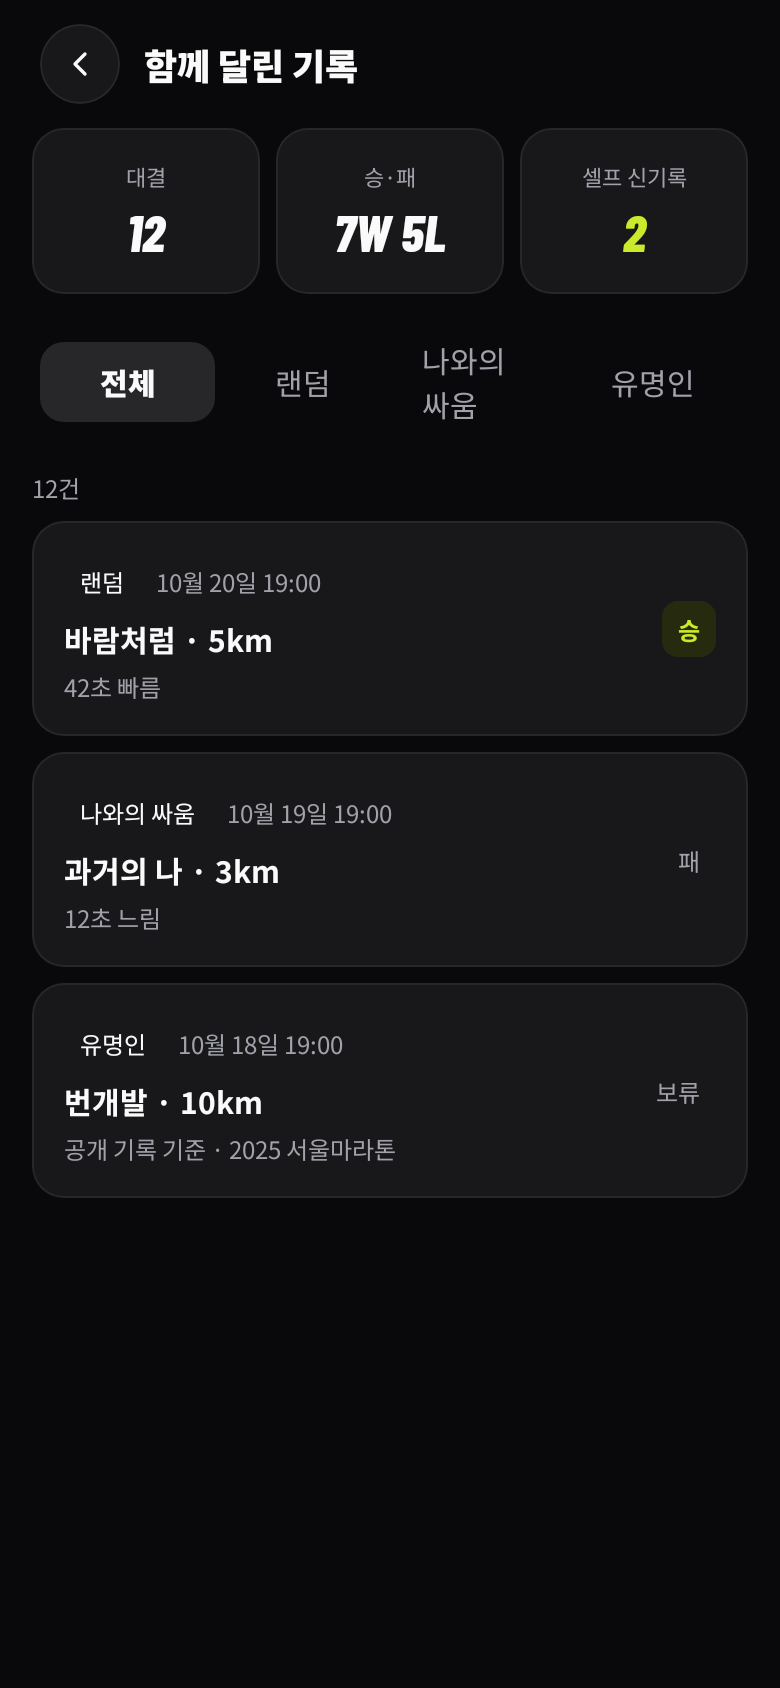 함께 달린 기록
대결
12
승·패
7W 5L
셀프 신기록
2
전체
랜덤
나와의
싸움
유명인
12건
랜덤 10월 20일 19:00
바람처럼 · 5km
42초 빠름
승
나와의 싸움 10월 19일 19:00
과거의 나 · 3km
12초 느림
패
유명인 10월 18일 19:00
번개발 · 10km
공개 기록 기준 · 2025 서울마라톤
보류